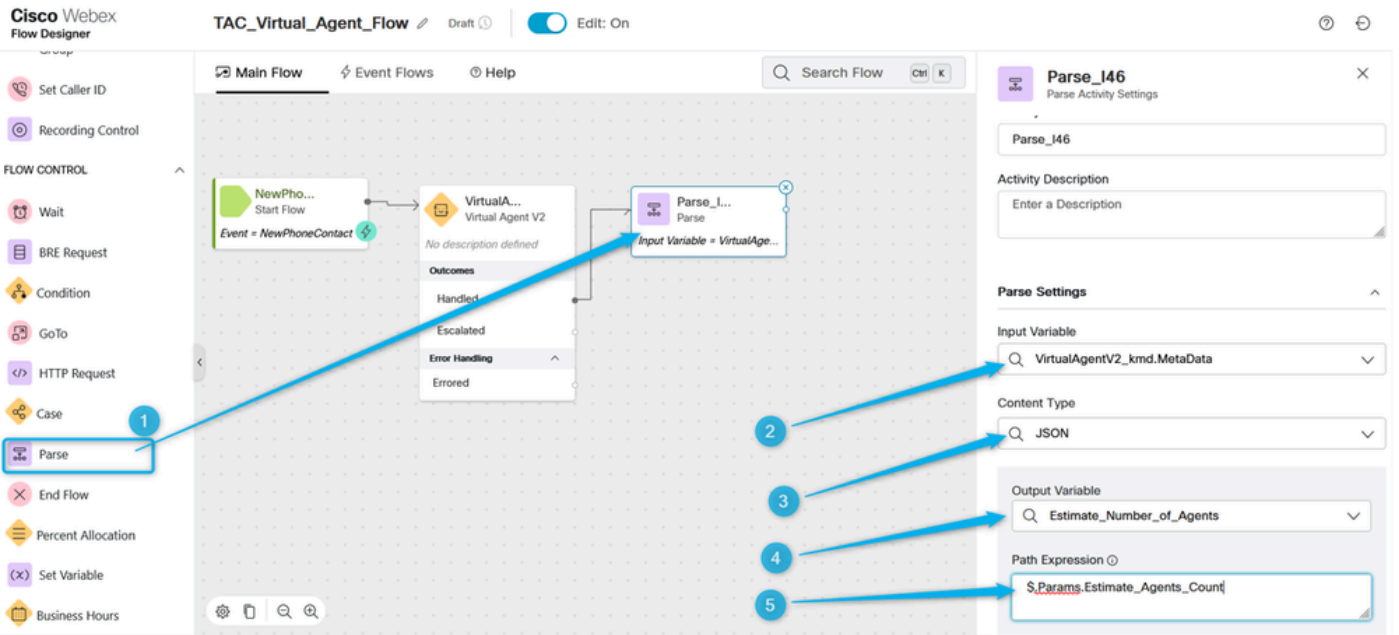 Cisco Webex
Flow Designer
TAC_Virtual_Agent_Flow
Draft
Edit: On
Set Caller ID
Recording Control
FLOW CONTROL
Wait
BRE Request
Condition
GoTo
HTTP Request
Case
1
Parse
End Flow
Percent Allocation
(x) Set Variable
Business Hours
Main Flow
Event Flows
Help
Search Flow
Ctrl K
NewPho...
Start Flow
Event = NewPhoneContact
VirtualA...
Virtual Agent V2
No description defined
Outcomes
Handled
Escalated
Error Handling
Errored
Parse_I...
Parse
Input Variable = VirtualAge...
2
3
4
5
Parse_I46
Parse Activity Settings
Parse_I46
Activity Description
Enter a Description
Parse Settings
Input Variable
VirtualAgentV2_kmd.MetaData
Content Type
JSON
Output Variable
Estimate_Number_of_Agents
Path Expression
$.Params.Estimate_Agents_Count